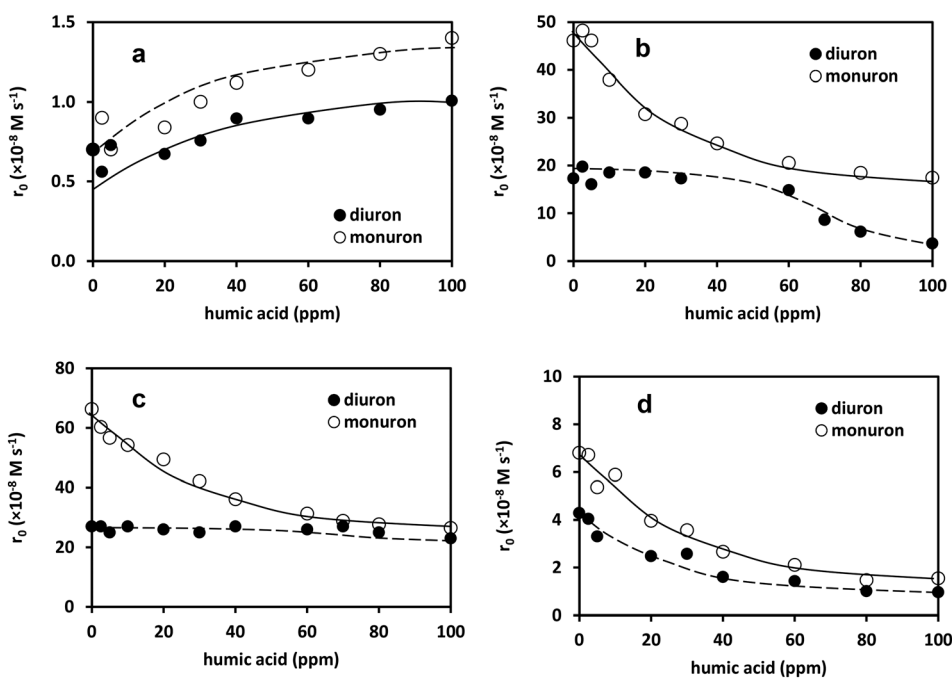 a
r₀ (×10⁻⁸ M s⁻¹)
1.5
1.0
0.5
0.0
diuron
monuron
0 20 40 60 80 100
humic acid (ppm)
b
r₀ (×10⁻⁸ M s⁻¹)
50
40
30
20
10
0
diuron
monuron
0 20 40 60 80 100
humic acid (ppm)
c
r₀ (×10⁻⁸ M s⁻¹)
80
60
40
20
0
diuron
monuron
0 20 40 60 80 100
humic acid (ppm)
d
r₀ (×10⁻⁸ M s⁻¹)
10
8
6
4
2
0
diuron
monuron
0 20 40 60 80 100
humic acid (ppm)